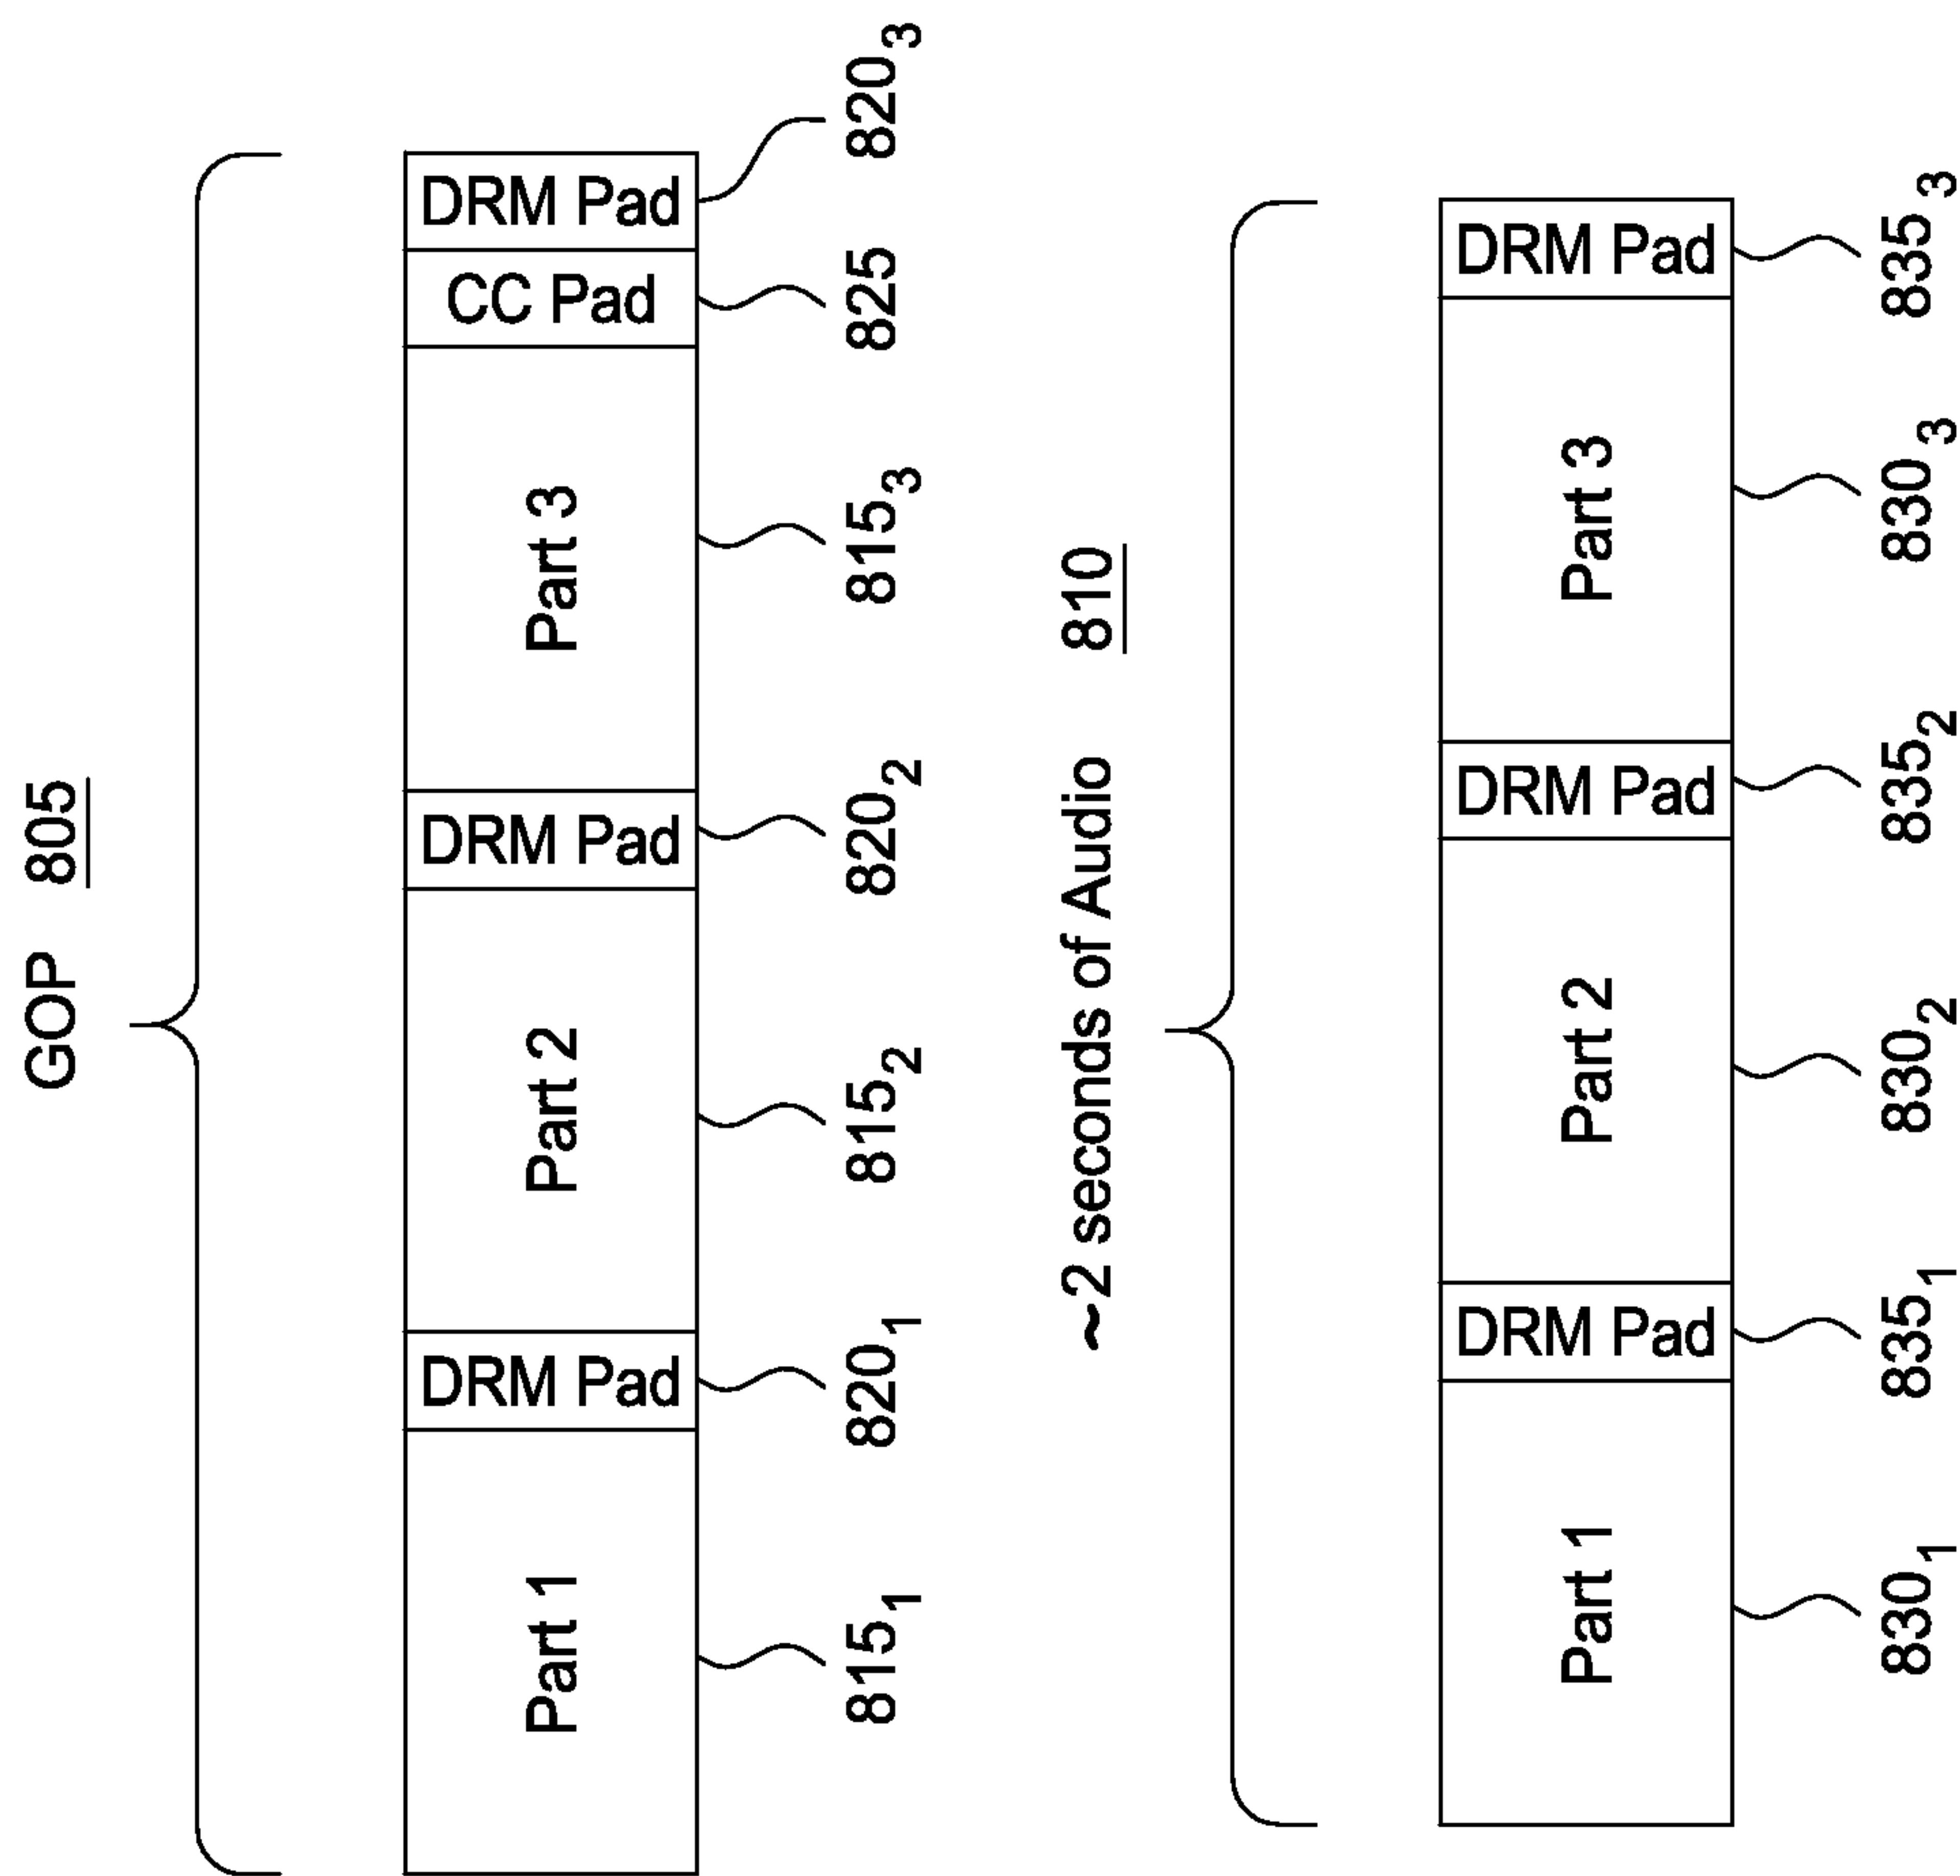 GOP 805
Part 1 DRM Pad Part 2 DRM Pad Part 3 CC Pad DRM Pad
815₁ 820₁ 815₂ 820₂ 815₃ 825 820₃
~2 seconds of Audio 810
Part 1 DRM Pad Part 2 DRM Pad Part 3 DRM Pad
830₁ 835₁ 830₂ 835₂ 830₃ 835₃